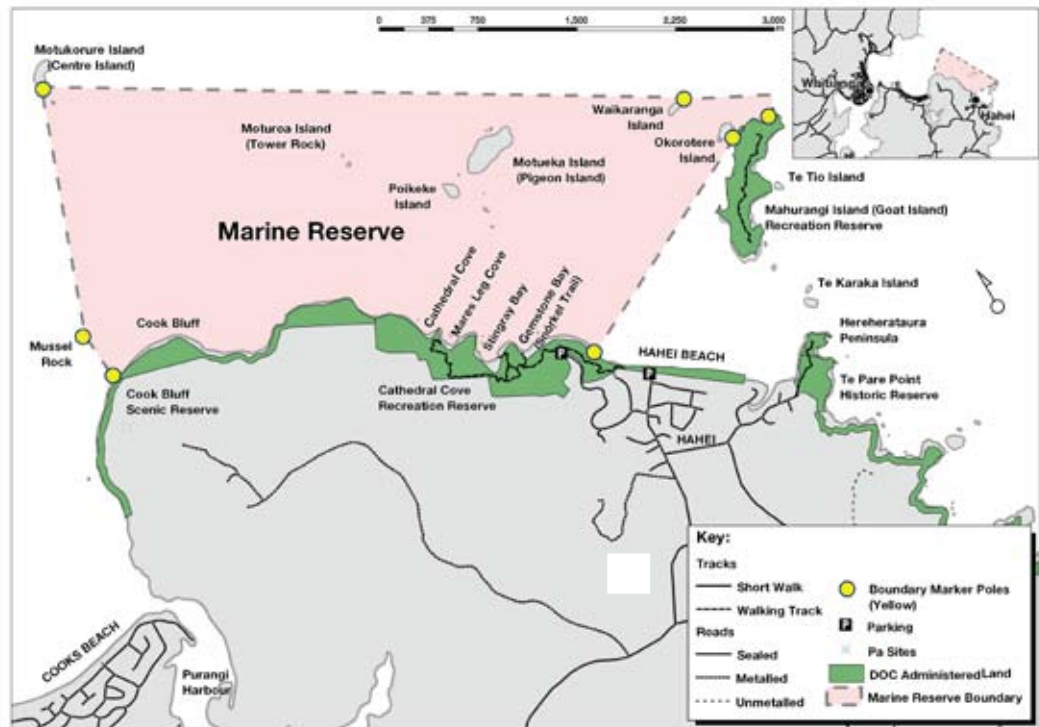 0 375 750 1,500 2,250 3,000
m
Motukorure Island
(Centre Island)
Moturoa Island
(Tower Rock)
Waikaranga
Island
Okorotere
Island
Motueka Island
(Pigeon Island)
Poikeke
Island
Te Tio Island
Mahurangi Island (Goat Island)
Recreation Reserve
Marine Reserve
Whitianga
Hahei
Cathedral Cove
Mares Leg Cove
Stingray Bay
Gemstone Bay
(Snorkel Trail)
Te Karaka Island
Hereherataura
Peninsula
Cook Bluff
Mussel
Rock
HAHEI BEACH
P
P
Cook Bluff
Scenic Reserve
Cathedral Cove
Recreation Reserve
Te Pare Point
Historic Reserve
HAHEI
COOKS BEACH
Purangi
Harbour
Key:
Tracks
Short Walk
Walking Track
Roads
Sealed
Metalled
Unmetalled
Boundary Marker Poles
(Yellow)
P Parking
Pa Sites
DOC Administered Land
Marine Reserve Boundary